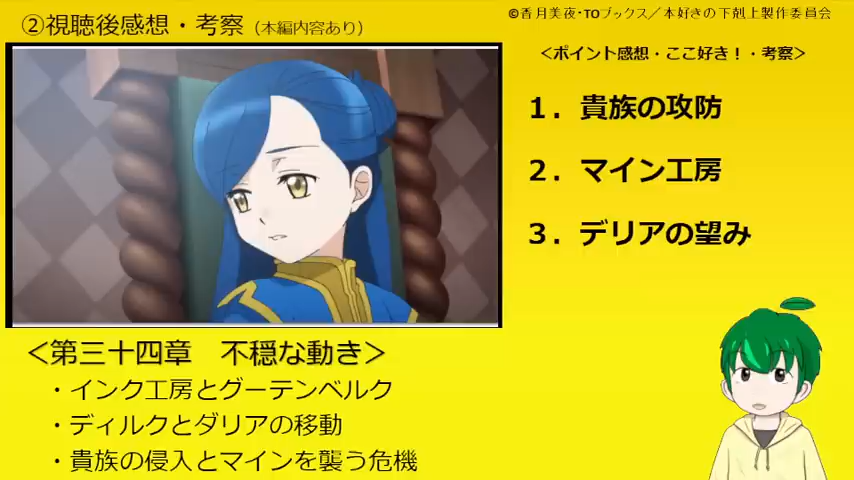 ②視聴後感想・考察（本編内容あり）
©香月美夜・TOブックス／本好きの下剋上製作委員会
＜ポイント感想・ここ好き！・考察＞
１．貴族の攻防
２．マイン工房
３．デリアの望み
＜第三十四章　不穏な動き＞
・インク工房とグーテンベルク
・ディルクとダリアの移動
・貴族の侵入とマインを襲う危機